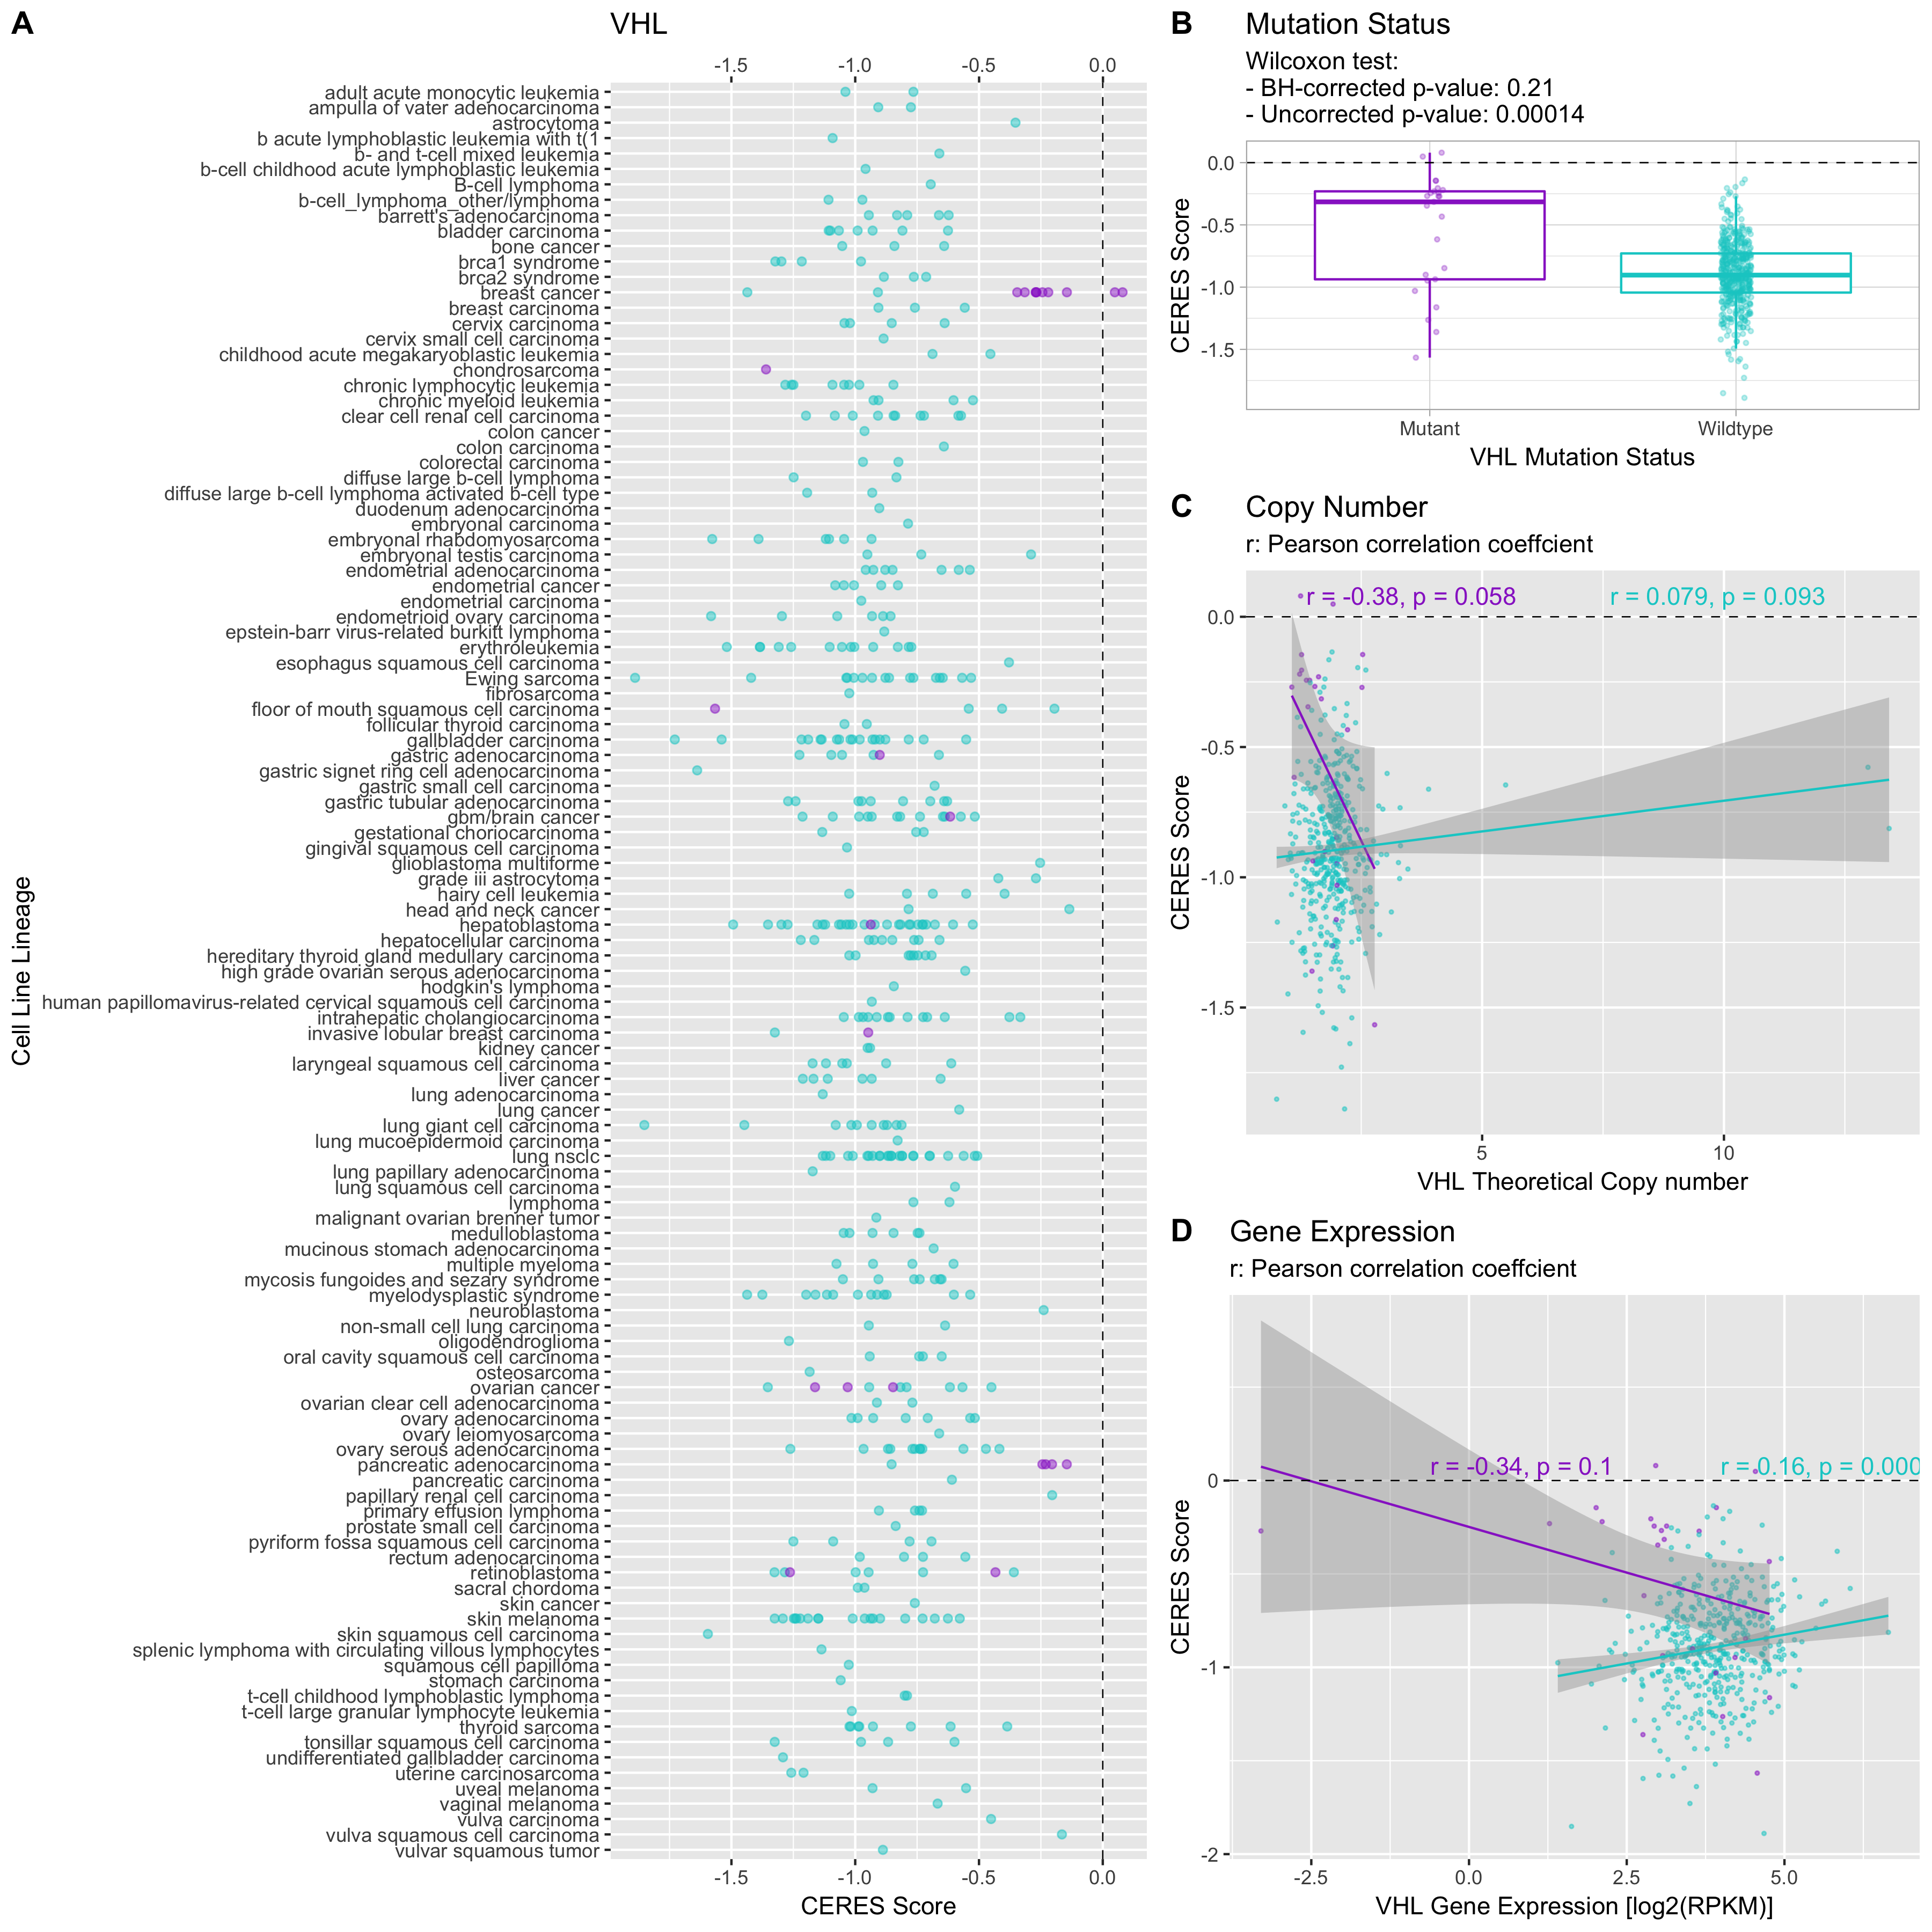 A
VHL
-1.5
-1.0
-0.5
0.0
adult acute monocytic leukemia
ampulla of vater adenocarcinoma
astrocytoma
b acute lymphoblastic leukemia with t(1
b- and t-cell mixed leukemia
b-cell childhood acute lymphoblastic leukemia
B-cell lymphoma
b-cell_lymphoma_other/lymphoma
barrett's adenocarcinoma
bladder carcinoma
bone cancer
brca1 syndrome
brca2 syndrome
breast cancer
breast carcinoma
cervix carcinoma
cervix small cell carcinoma
childhood acute megakaryoblastic leukemia
chondrosarcoma
chronic lymphocytic leukemia
chronic myeloid leukemia
clear cell renal cell carcinoma
colon cancer
colon carcinoma
colorectal carcinoma
diffuse large b-cell lymphoma
diffuse large b-cell lymphoma activated b-cell type
duodenum adenocarcinoma
embryonal carcinoma
embryonal rhabdomyosarcoma
embryonal testis carcinoma
endometrial adenocarcinoma
endometrial cancer
endometrial carcinoma
endometrioid ovary carcinoma
epstein-barr virus-related burkitt lymphoma
erythroleukemia
esophagus squamous cell carcinoma
Ewing sarcoma
fibrosarcoma
floor of mouth squamous cell carcinoma
follicular thyroid carcinoma
gallbladder carcinoma
gastric adenocarcinoma
gastric signet ring cell adenocarcinoma
gastric small cell carcinoma
gastric tubular adenocarcinoma
gbm/brain cancer
gestational choriocarcinoma
gingival squamous cell carcinoma
glioblastoma multiforme
grade iii astrocytoma
hairy cell leukemia
head and neck cancer
hepatoblastoma
hepatocellular carcinoma
hereditary thyroid gland medullary carcinoma
high grade ovarian serous adenocarcinoma
hodgkin's lymphoma
human papillomavirus-related cervical squamous cell carcinoma
intrahepatic cholangiocarcinoma
invasive lobular breast carcinoma
kidney cancer
laryngeal squamous cell carcinoma
liver cancer
lung adenocarcinoma
lung cancer
lung giant cell carcinoma
lung mucoepidermoid carcinoma
lung nsclc
lung papillary adenocarcinoma
lung squamous cell carcinoma
lymphoma
malignant ovarian brenner tumor
medulloblastoma
mucinous stomach adenocarcinoma
multiple myeloma
mycosis fungoides and sezary syndrome
myelodysplastic syndrome
neuroblastoma
non-small cell lung carcinoma
oligodendroglioma
oral cavity squamous cell carcinoma
osteosarcoma
ovarian cancer
ovarian clear cell adenocarcinoma
ovary adenocarcinoma
ovary leiomyosarcoma
ovary serous adenocarcinoma
pancreatic adenocarcinoma
pancreatic carcinoma
papillary renal cell carcinoma
primary effusion lymphoma
prostate small cell carcinoma
pyriform fossa squamous cell carcinoma
rectum adenocarcinoma
retinoblastoma
sacral chordoma
skin cancer
skin melanoma
skin squamous cell carcinoma
splenic lymphoma with circulating villous lymphocytes
squamous cell papilloma
stomach carcinoma
t-cell childhood lymphoblastic lymphoma
t-cell large granular lymphocyte leukemia
thyroid sarcoma
tonsillar squamous cell carcinoma
undifferentiated gallbladder carcinoma
uterine carcinosarcoma
uveal melanoma
vaginal melanoma
vulva carcinoma
vulva squamous cell carcinoma
vulvar squamous tumor
-1.5
-1.0
-0.5
0.0
CERES Score
Cell Line Lineage
B
Mutation Status
Wilcoxon test:
- BH-corrected p-value: 0.21
- Uncorrected p-value: 0.00014
0.0
-0.5
-1.0
-1.5
CERES Score
Mutant
Wildtype
VHL Mutation Status
C
Copy Number
r: Pearson correlation coeffcient
r = -0.38, p = 0.058
r = 0.079, p = 0.093
0.0
-0.5
-1.0
-1.5
CERES Score
5
10
VHL Theoretical Copy number
D
Gene Expression
r: Pearson correlation coeffcient
r = -0.34, p = 0.1
r = 0.16, p = 0.000
0
-1
-2
CERES Score
-2.5
0.0
2.5
5.0
VHL Gene Expression [log2(RPKM)]